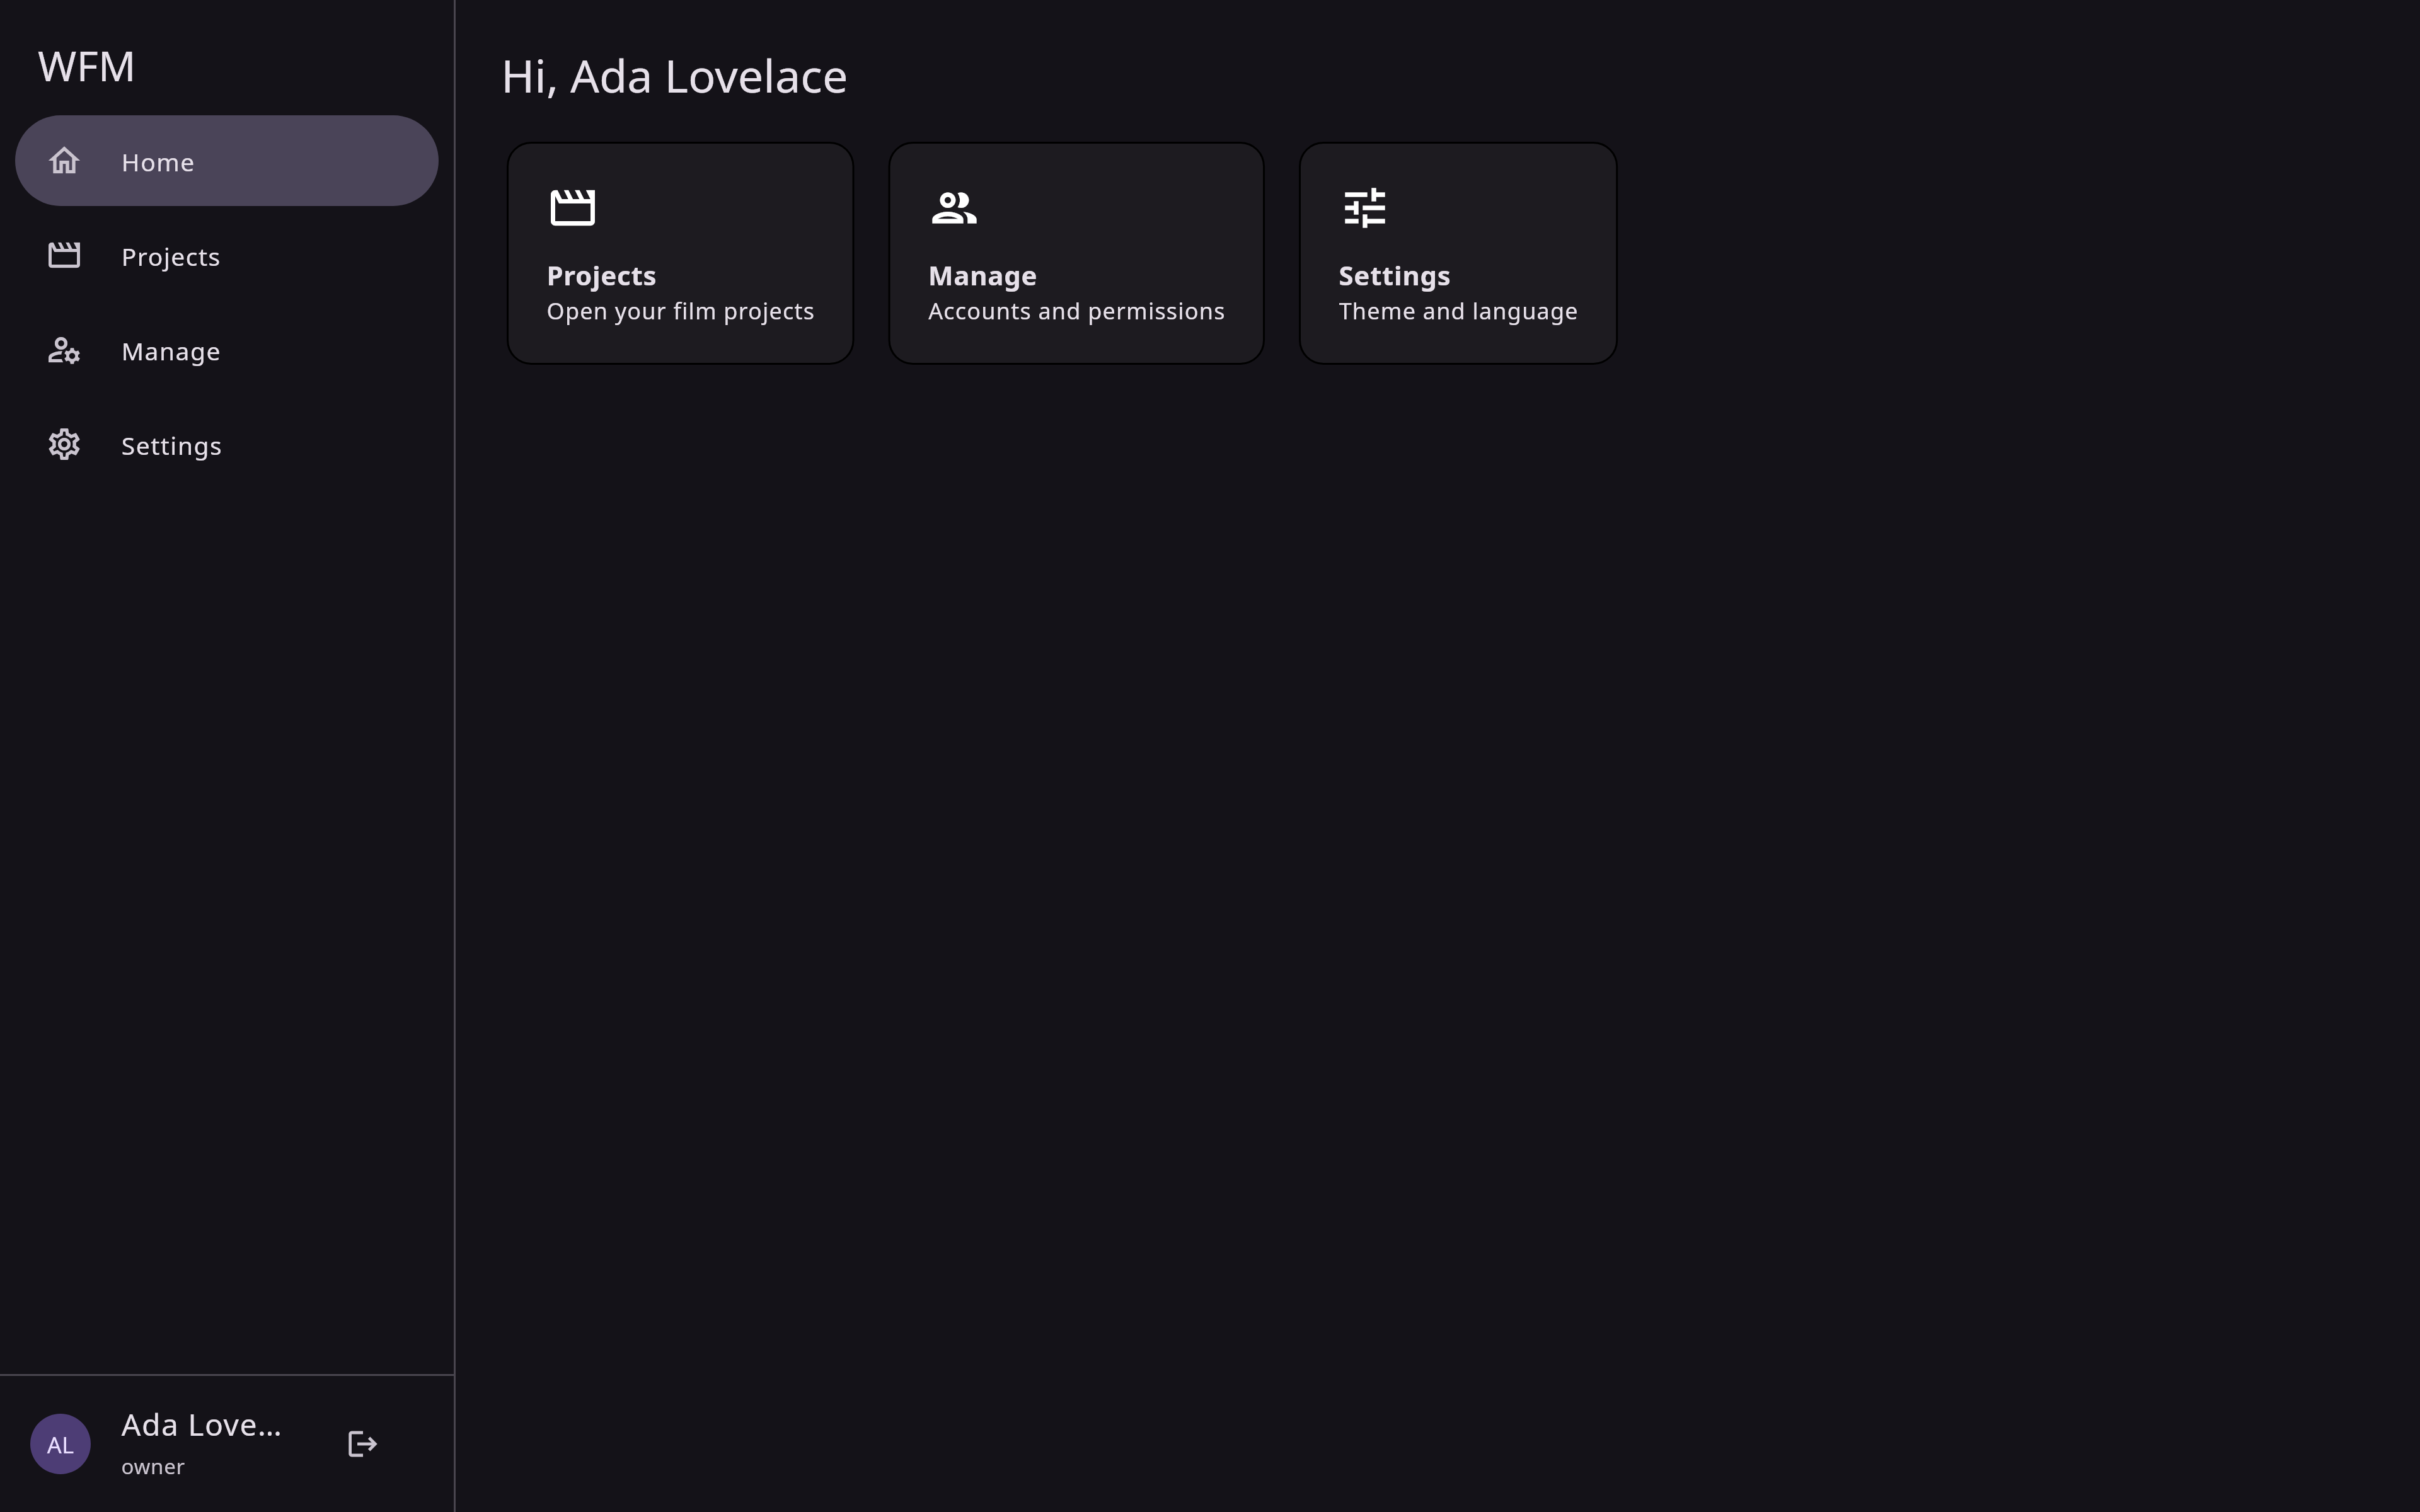 WFM
Home
Projects
Manage
Settings
Ada Love...
owner
AL
Hi, Ada Lovelace
Projects
Open your film projects
Manage
Accounts and permissions
Settings
Theme and language